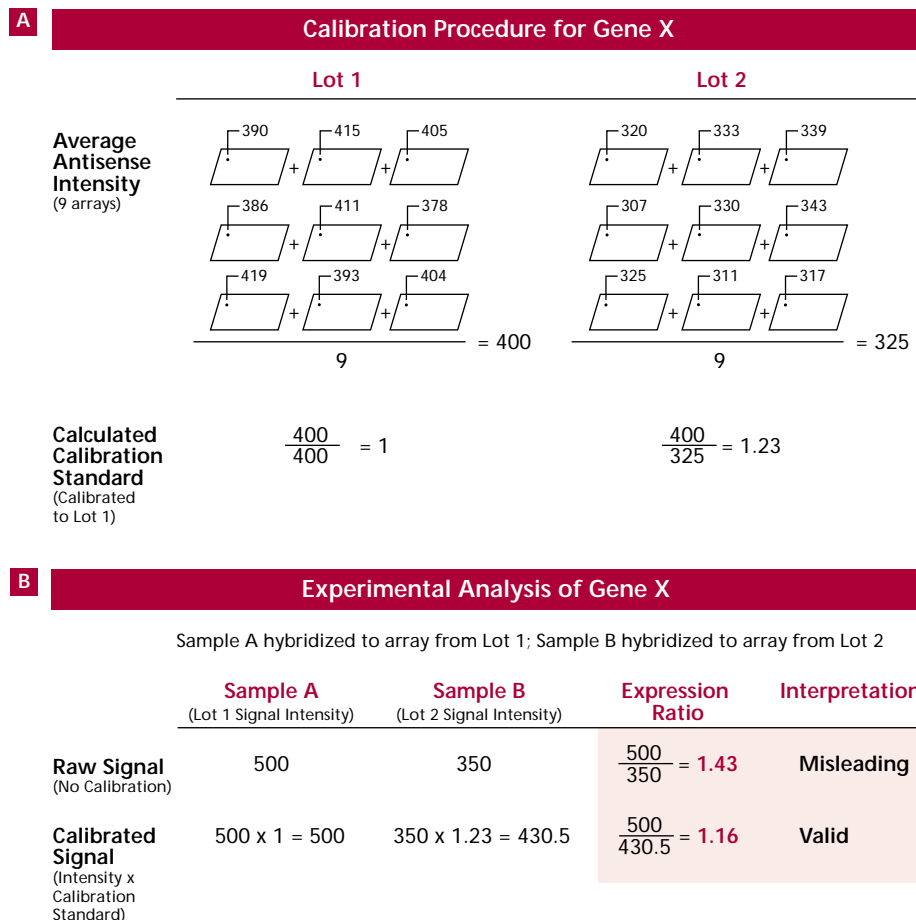 A
Calibration Procedure for Gene X
Lot 1 Lot 2
Average
Antisense
Intensity
(9 arrays)
390 415 405 320 333 339
+ + + +
386 411 378 307 330 343
+ + + +
419 393 404 325 311 317
+ + + +
= 400 = 325
9 9
Calculated
Calibration
Standard
(Calibrated
to Lot 1)
400
400
= 1
400
325
= 1.23
B
Experimental Analysis of Gene X
Sample A hybridized to array from Lot 1; Sample B hybridized to array from Lot 2
Sample A
(Lot 1 Signal Intensity)
Sample B
(Lot 2 Signal Intensity)
Expression
Ratio
Interpretation
Raw Signal
(No Calibration)
500
350
500
350
= 1.43
Misleading
Calibrated
Signal
(Intensity x
Calibration
Standard)
500 x 1 = 500
350 x 1.23 = 430.5
500
430.5
= 1.16
Valid